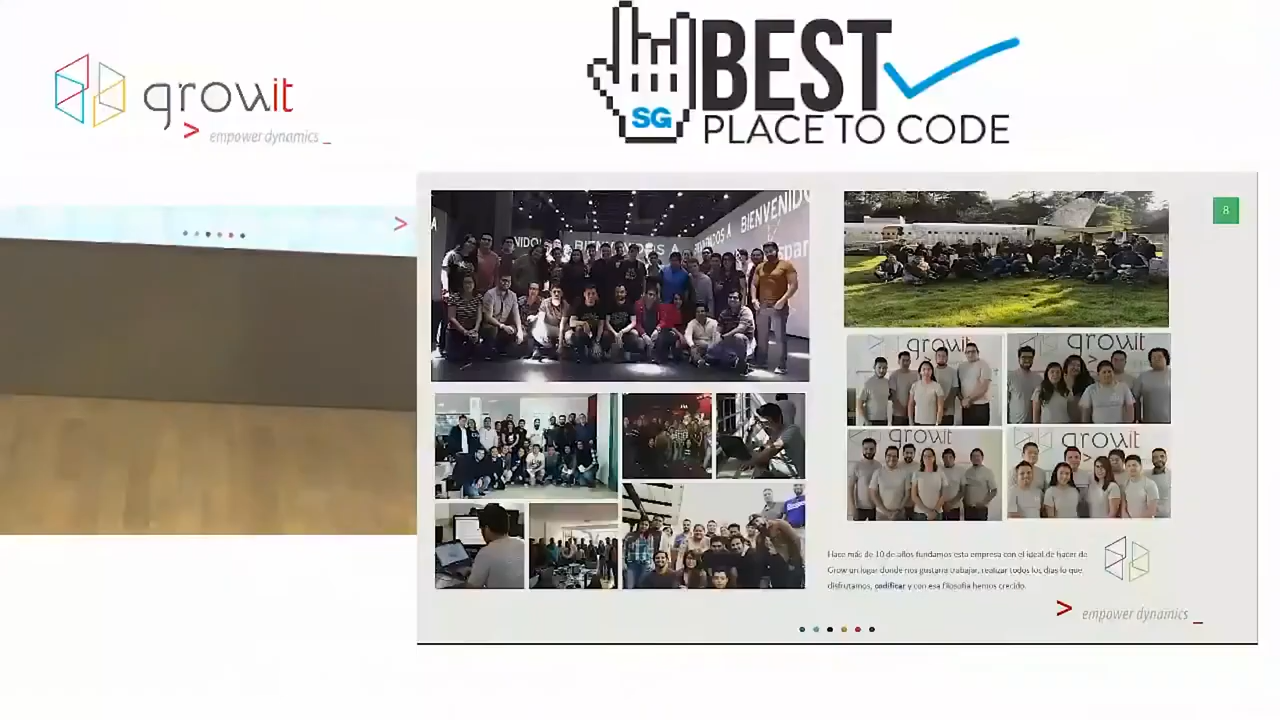 growit
> empower dynamics _
SG
BEST
PLACE TO CODE
>
A
BIENVENIDOS A
BIENVENIDO
8
growit
growit
growit
growit
Hace más de 10 de años fundamos esta empresa con el ideal de hacer de
Grow un lugar donde nos gustaría trabajar, realizar todos los días lo que
disfrutamos, codificar y con esa filosofía hemos crecido.
> empower dynamics _